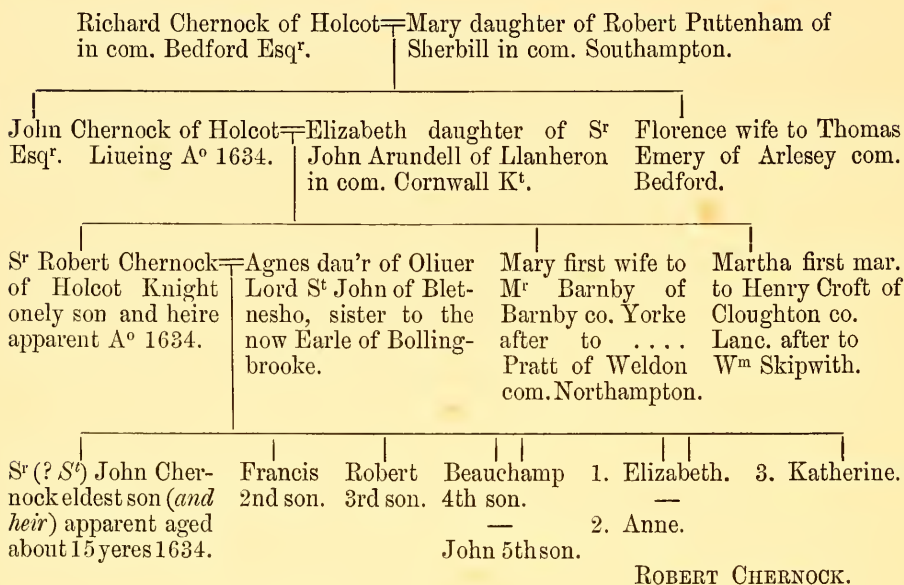 Richard Chernock of Holcot=Mary daughter of Robert Puttenham of
in com. Bedford Esqr. Sherbill in com. Southampton.
John Chernock of Holcot=Elizabeth daughter of Sr Florence wife to Thomas
Esqr. Liueing Ao 1634. John Arundell of Llanheron Emery of Arlesey com.
in com. Cornwall Kt. Bedford.
Sr Robert Chernock=Agnes dau'r of Oliuer Mary first wife to Martha first mar.
of Holcot Knight Lord St John of Blet- Mr Barnby of to Henry Croft of
onely son and heire nesho, sister to the Barnby co. Yorke Cloughton co.
apparent Ao 1634. now Earle of Bolling- after to .... Lanc. after to
brooke. Pratt of Weldon Wm Skipwith.
com. Northampton.
Sr (? St) John Cher- Francis Robert Beauchamp 1. Elizabeth. 3. Katherine.
nock eldest son (and 2nd son. 3rd son. 4th son. —
heir) apparent aged — 2. Anne.
about 15 yeres 1634. John 5th son.
ROBERT CHERNOCK.